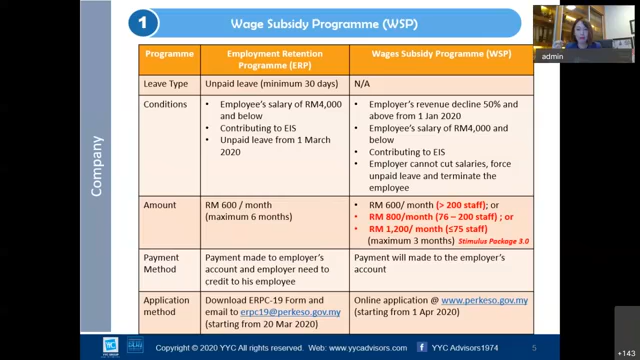 1
Wage Subsidy Programme (WSP)
Company
Programme
Employment Retention
Programme (ERP)
Wages Subsidy Programme (WSP)
Leave Type
Unpaid leave (minimum 30 days)
N/A
Conditions
• Employee's salary of RM4,000
and below
• Contributing to EIS
• Unpaid leave from 1 March
2020
• Employer's revenue decline 50% and
above from 1 Jan 2020
• Employee's salary of RM4,000 and
below
• Contributing to EIS
• Employer cannot cut salaries, force
unpaid leave and terminate the
employee
Amount
RM 600 / month
(maximum 6 months)
• RM 600/ month (> 200 staff); or
• RM 800/month (76 – 200 staff) ; or
• RM 1,200/ month (≤75 staff)
(maximum 3 months) Stimulus Package 3.0
Payment
Method
Payment made to employer's
account and employer need to
credit to his employee
Payment will made to the employer's
account
Application
method
Download ERPC-19 Form and
email to erpc19@perkeso.gov.my
(starting from 20 Mar 2020)
Online application @ www.perkeso.gov.my
(starting from 1 Apr 2020)
Copyright © 2020 YYC. Web: www.yycadvisors.com. Facebook: YYC Advisors1974
5
admin
+143